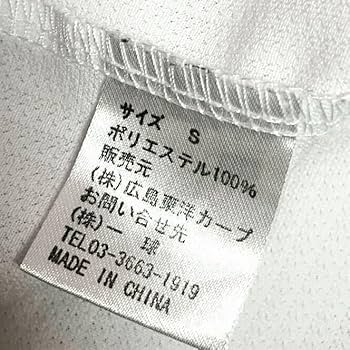 サイズ S
ポリエステル100%
販売元
(株)広島東洋カープ
お問い合せ先
(株)一球
TEL03-3663-1919
MADE IN CHINA